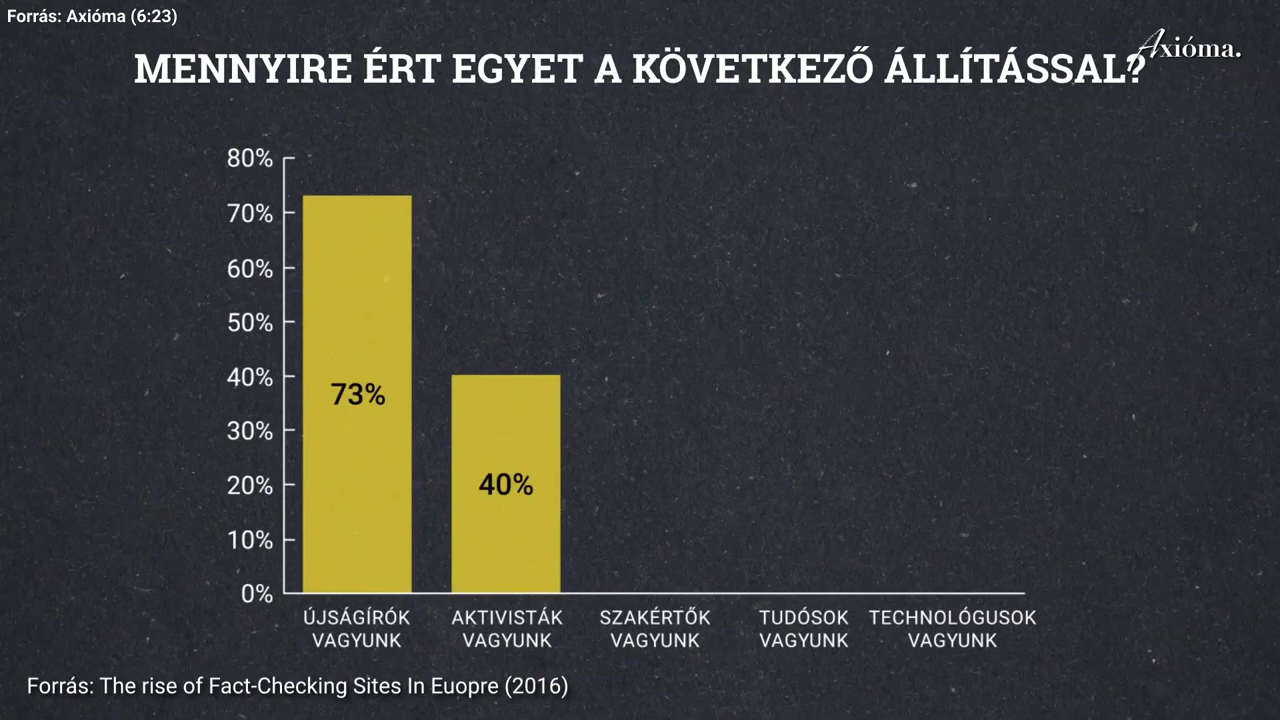 Forrás: Axióma (6:23)
Axióma.
MENNYIRE ÉRT EGYET A KÖVETKEZŐ ÁLLÍTÁSSAL?
80%
70%
60%
50%
40%
30%
20%
10%
0%
73%
40%
ÚJSÁGÍRÓK
VAGYUNK
AKTIVISTÁK
VAGYUNK
SZAKÉRTŐK
VAGYUNK
TUDÓSOK
VAGYUNK
TECHNOLÓGUSOK
VAGYUNK
Forrás: The rise of Fact-Checking Sites In Euopre (2016)